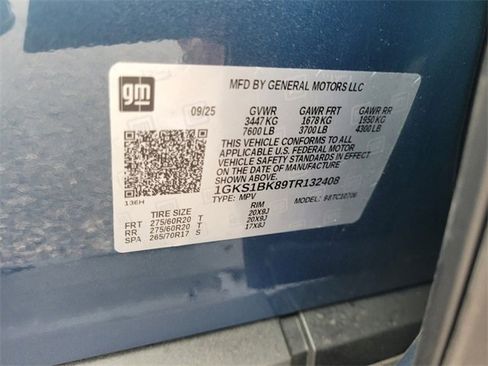 gm
MFD BY GENERAL MOTORS LLC
09/25 GVWR GAWR FRT GAWR RR
3447 KG 1678 KG 1950 KG
7600 LB 3700 LB 4300 LB
THIS VEHICLE CONFORMS TO ALL
APPLICABLE U.S. FEDERAL MOTOR
VEHICLE SAFETY STANDARDS IN EFFECT
ON THE DATE OF MANUFACTURE
SHOWN ABOVE.
1GKS1BK89TR132408
136H
TYPE: MPV MODEL:
TIRE SIZE RIM
FRT 275/60R20 T 20X9J
RR 275/60R20 T 20X9J
SPA 265/70R17 S 17X8J